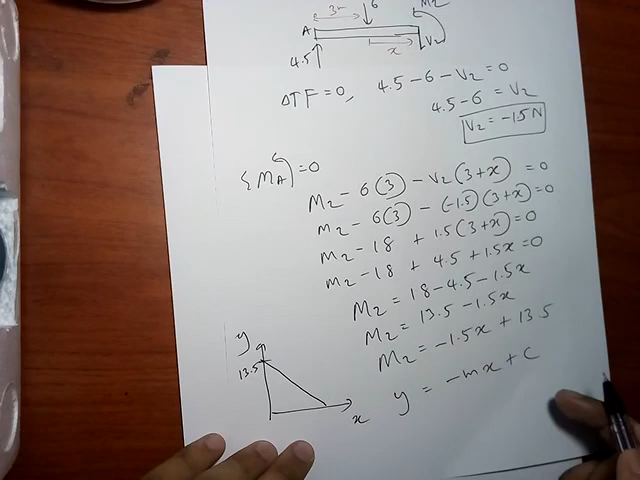 3m 6 M2
A x V2
4.5↑
ΔTF=0, 4.5-6-V2=0
4.5-6=V2
V2=-1.5N
ΣMA=0
M2-6(3)-V2(3+x)=0
M2-6(3)-(-1.5)(3+x)=0
M2-18+1.5(3+x)=0
M2-18+4.5+1.5x=0
M2=18-4.5-1.5x
M2=13.5-1.5x
M2=-1.5x+13.5
y=-mx+c
y
13.5
x